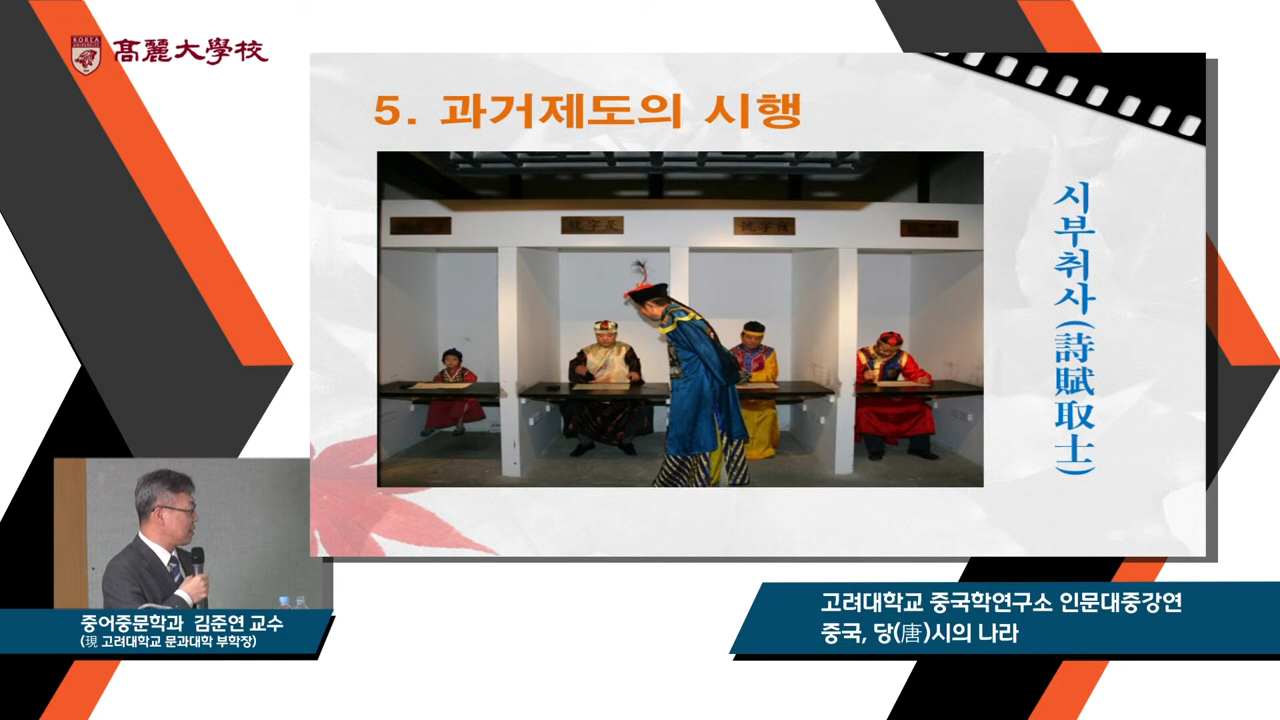 KOREA
UNIVERSITY
髙麗大學校
5. 과거제도의 시행
시부취사(詩賦取士)
중어중문학과 김준연 교수
(現 고려대학교 문과대학 부학장)
고려대학교 중국학연구소 인문대중강연
중국, 당(唐)시의 나라